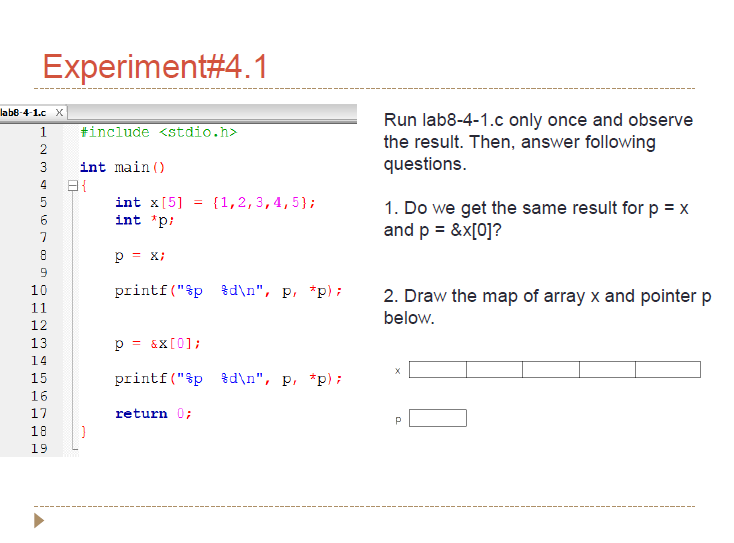 Experiment#4.1
lab8-4-1.c X
1 #include <stdio.h>
2
3 int main()
4 {
5 int x[5] = {1,2,3,4,5};
6 int *p;
7
8 p = x;
9
10 printf("%p %d\n", p, *p);
11
12
13 p = &x[0];
14
15 printf("%p %d\n", p, *p);
16
17 return 0;
18 }
19
Run lab8-4-1.c only once and observe
the result. Then, answer following
questions.
1. Do we get the same result for p = x
and p = &x[0]?
2. Draw the map of array x and pointer p
below.
x
p